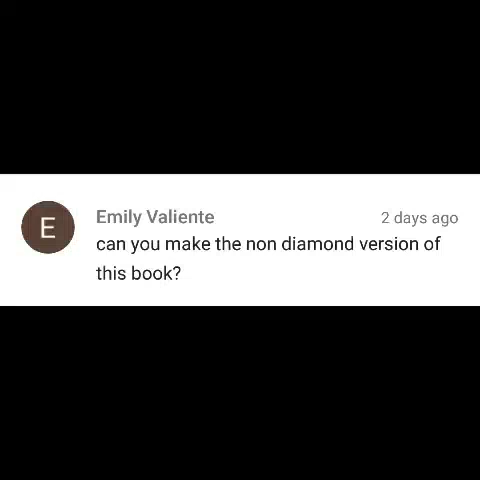 E
Emily Valiente 2 days ago
can you make the non diamond version of
this book?